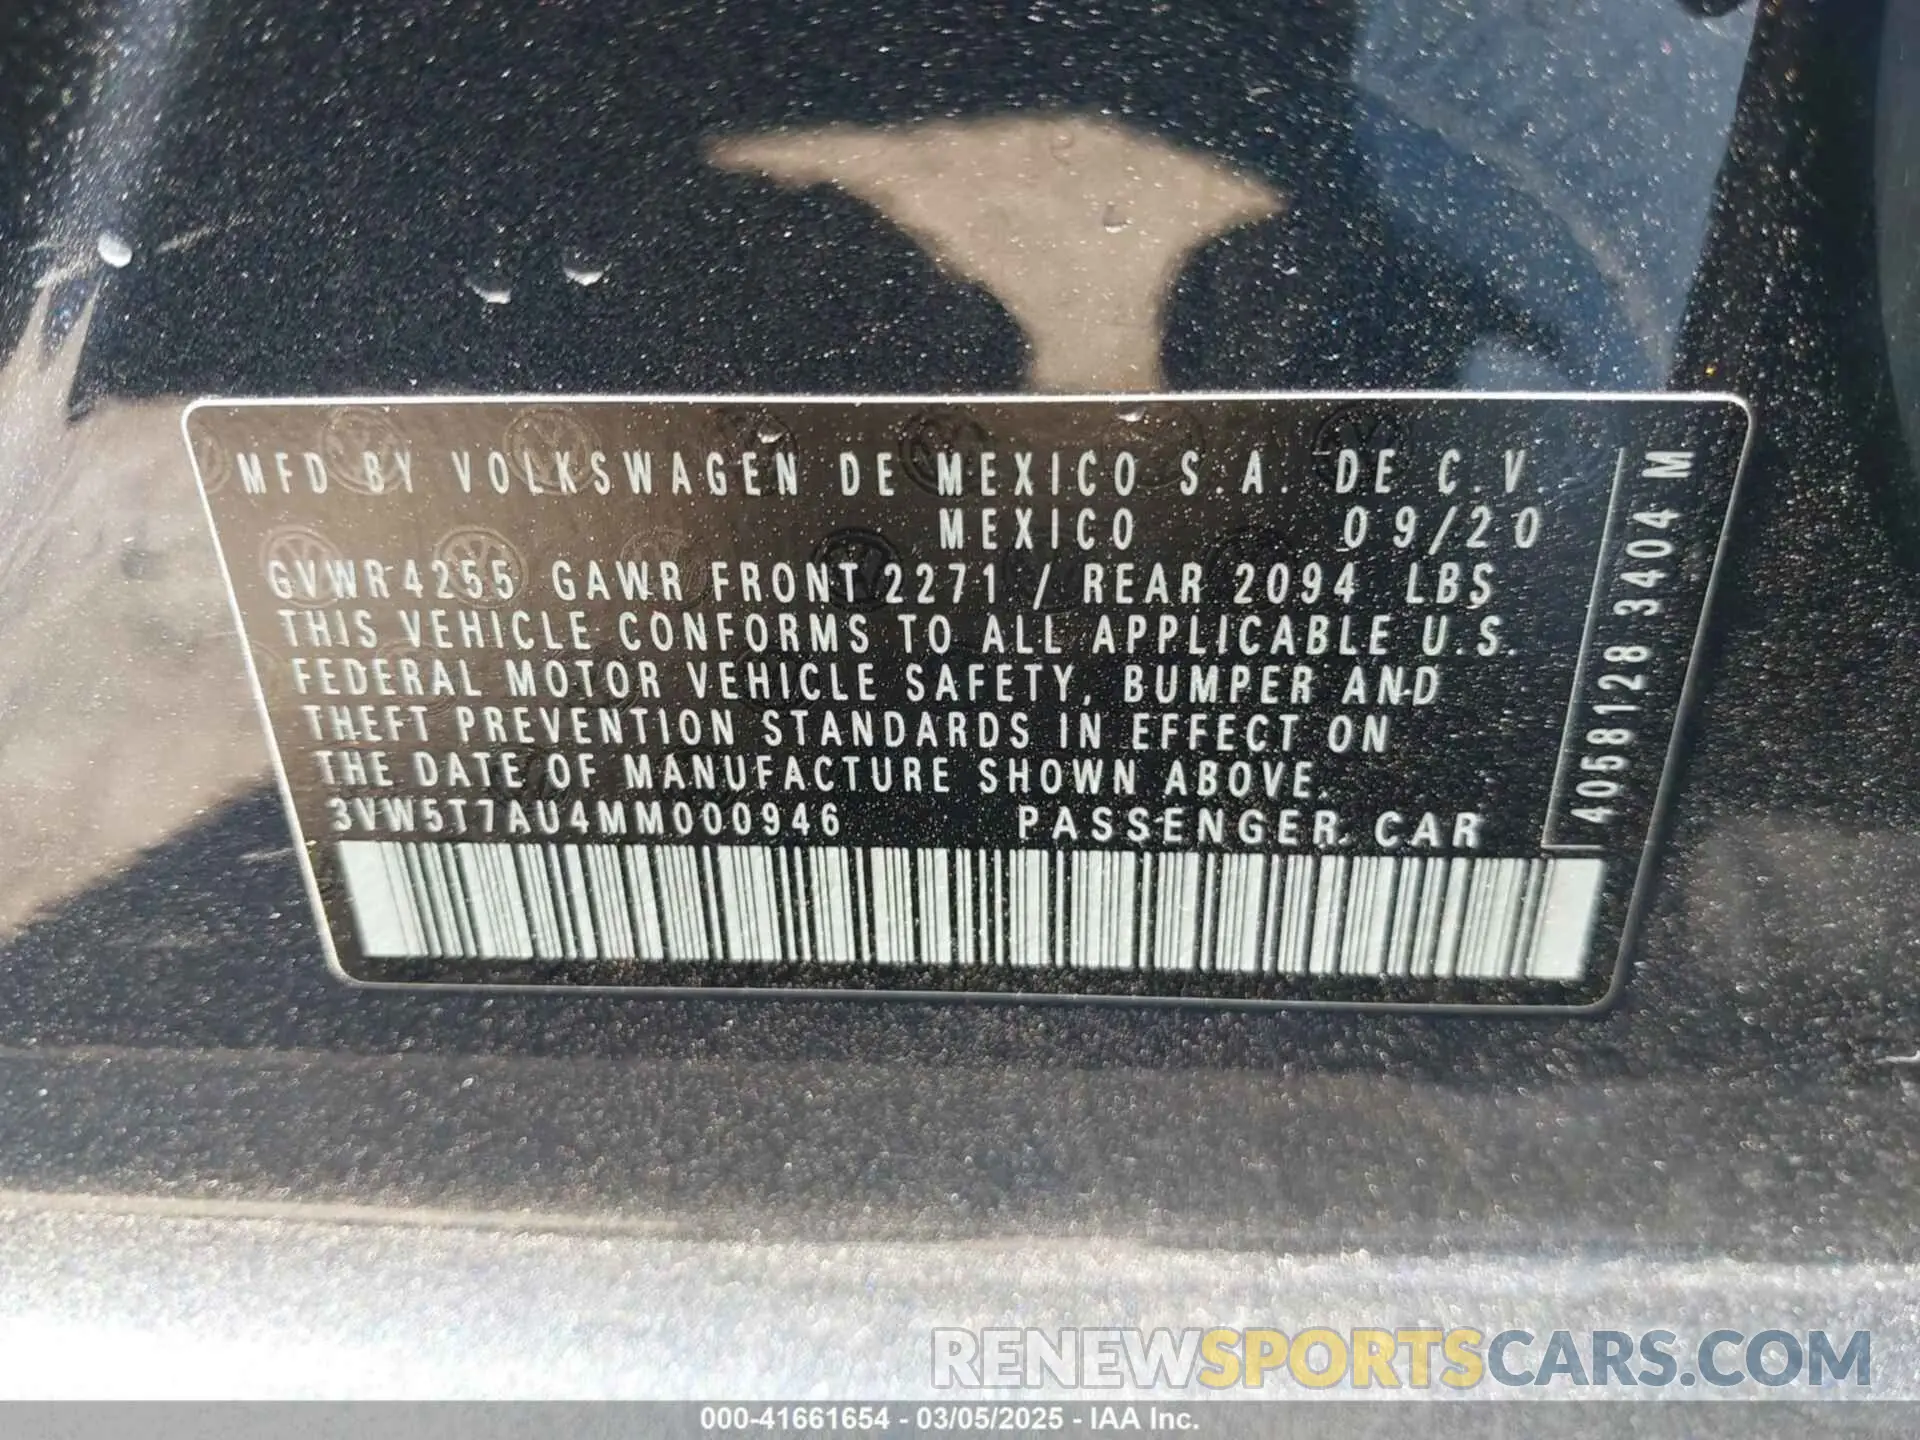 MFD BY VOLKSWAGEN DE MEXICO S.A. DE C.V
MEXICO 09/20
GVWR 4255 GAWR FRONT 2271 / REAR 2094 LBS
THIS VEHICLE CONFORMS TO ALL APPLICABLE U.S.
FEDERAL MOTOR VEHICLE SAFETY, BUMPER AND
THEFT PREVENTION STANDARDS IN EFFECT ON
THE DATE OF MANUFACTURE SHOWN ABOVE.
3VW5T7AU4MM000946 PASSENGER CAR
4058128 3404 M
RENEWSPORTSCARS.COM
000-41661654 - 03/05/2025 - IAA Inc.